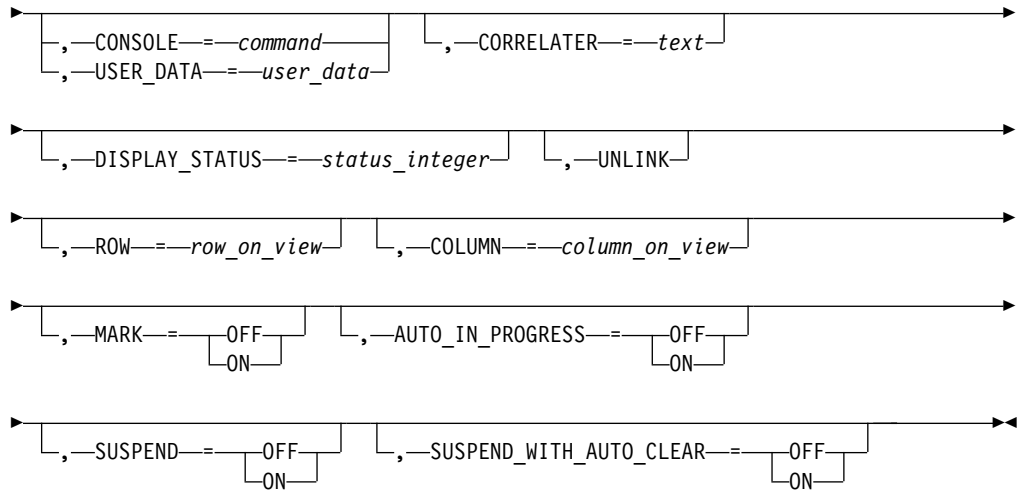 , CONSOLE = command , CORRELATER = text
, USER_DATA = user_data
, DISPLAY_STATUS = status_integer , UNLINK
, ROW = row_on_view , COLUMN = column_on_view
, MARK = OFF , AUTO_IN_PROGRESS = OFF
ON ON
, SUSPEND = OFF , SUSPEND_WITH_AUTO_CLEAR = OFF
ON ON